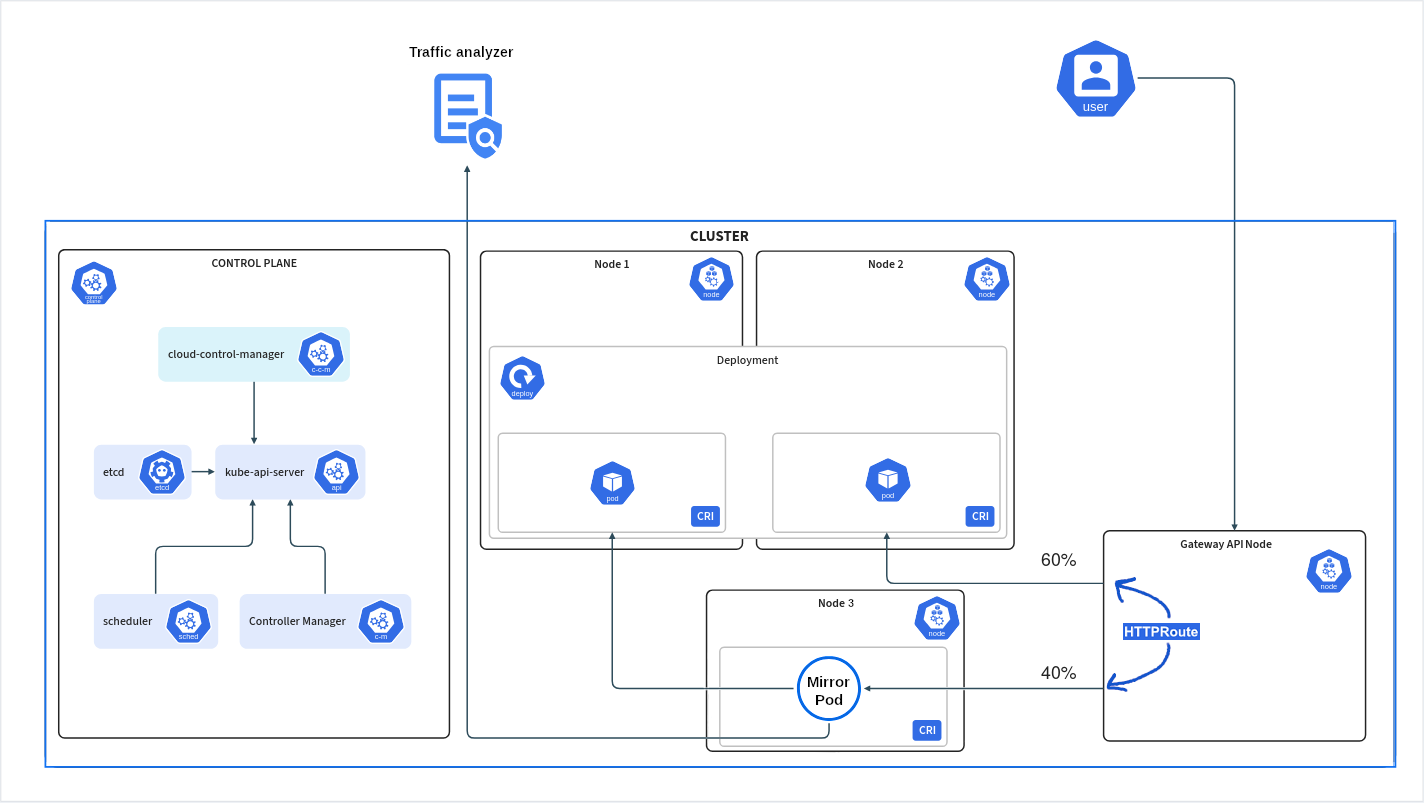 Traffic analyzer
user
CLUSTER
CONTROL PLANE
control
plane
cloud-control-manager
c-c-m
etcd
etcd
kube-api-server
api
scheduler
sched
Controller Manager
c-m
Node 1
node
Node 2
node
Deployment
deploy
pod
CRI
pod
CRI
Node 3
node
Mirror
Pod
CRI
60%
40%
Gateway API Node
node
HTTPRoute